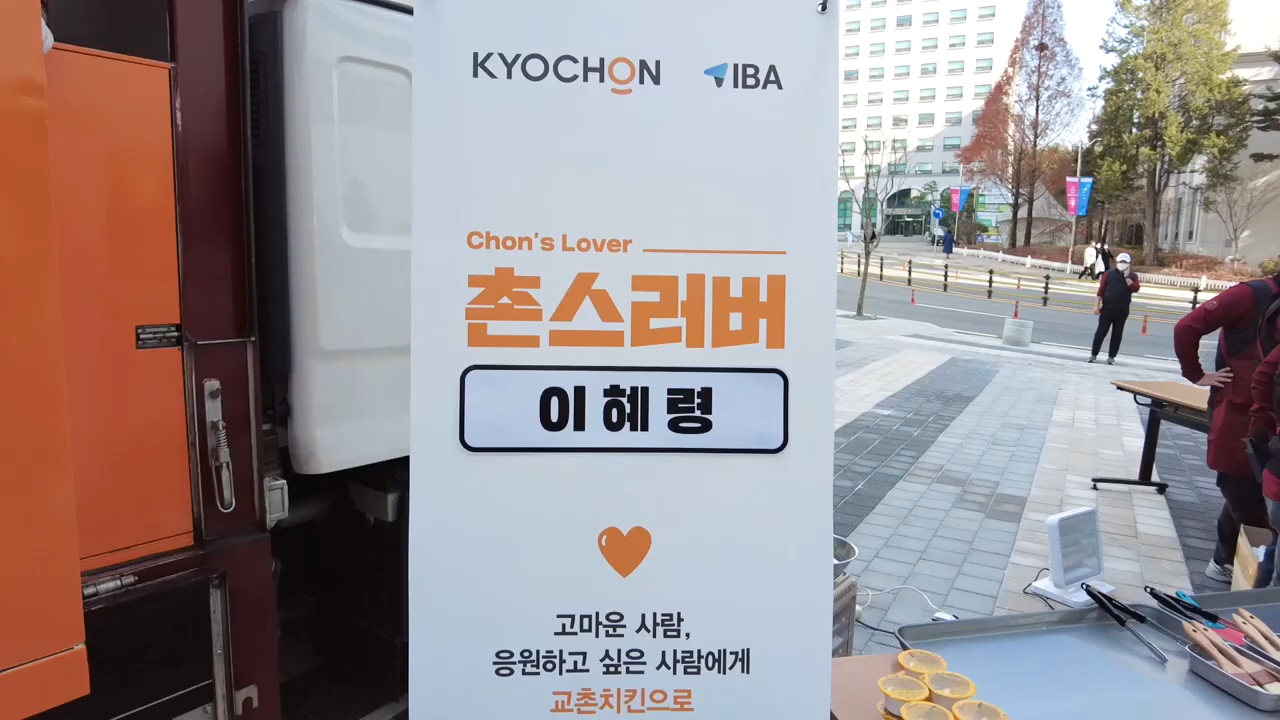 KYOCHON IBA
Chon's Lover
촌스러버
이혜령
고마운 사람,
응원하고 싶은 사람에게
교촌치킨으로